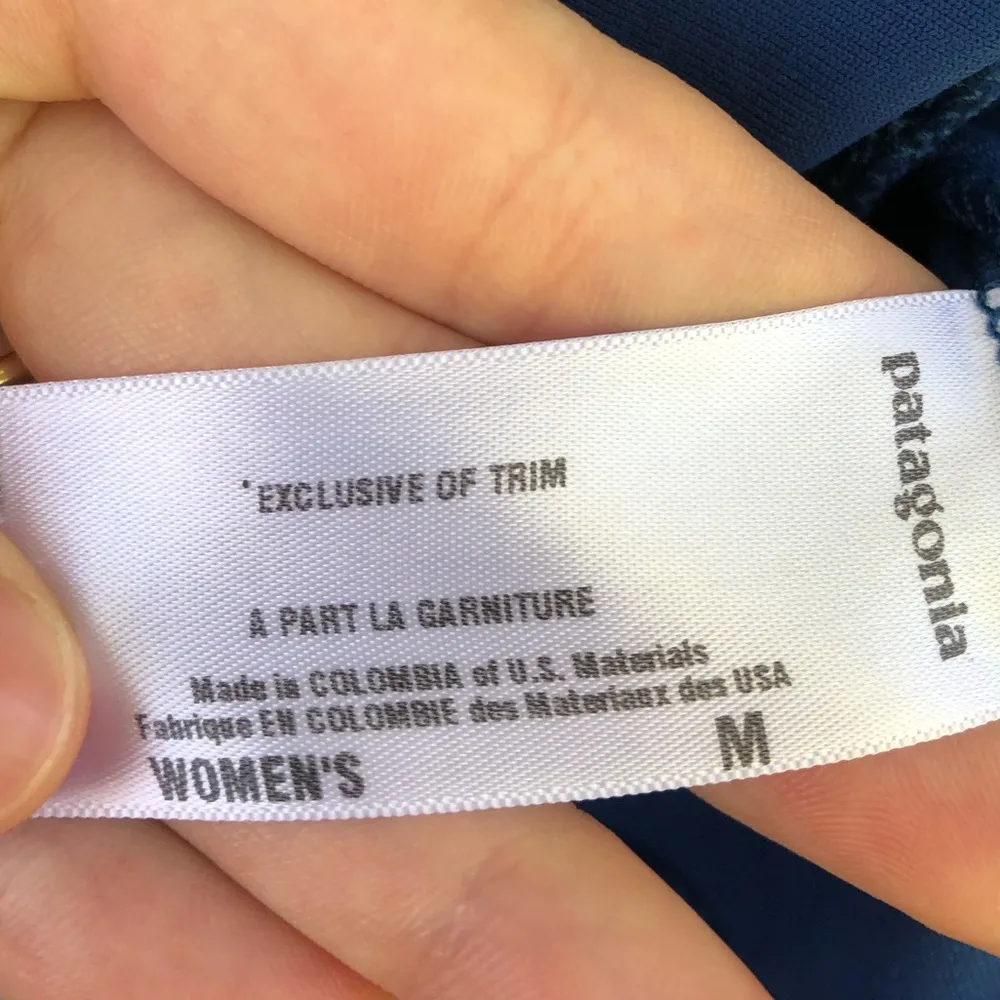 *EXCLUSIVE OF TRIM
A PART LA GARNITURE
Made in COLOMBIA of U.S. Materials
Fabrique EN COLOMBIE des Materiaux des USA
WOMEN'S M
patagonia